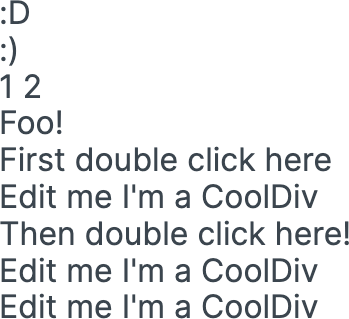 :D
:)
1 2
Foo!
First double click here
Edit me I'm a CoolDiv
Then double click here!
Edit me I'm a CoolDiv
Edit me I'm a CoolDiv